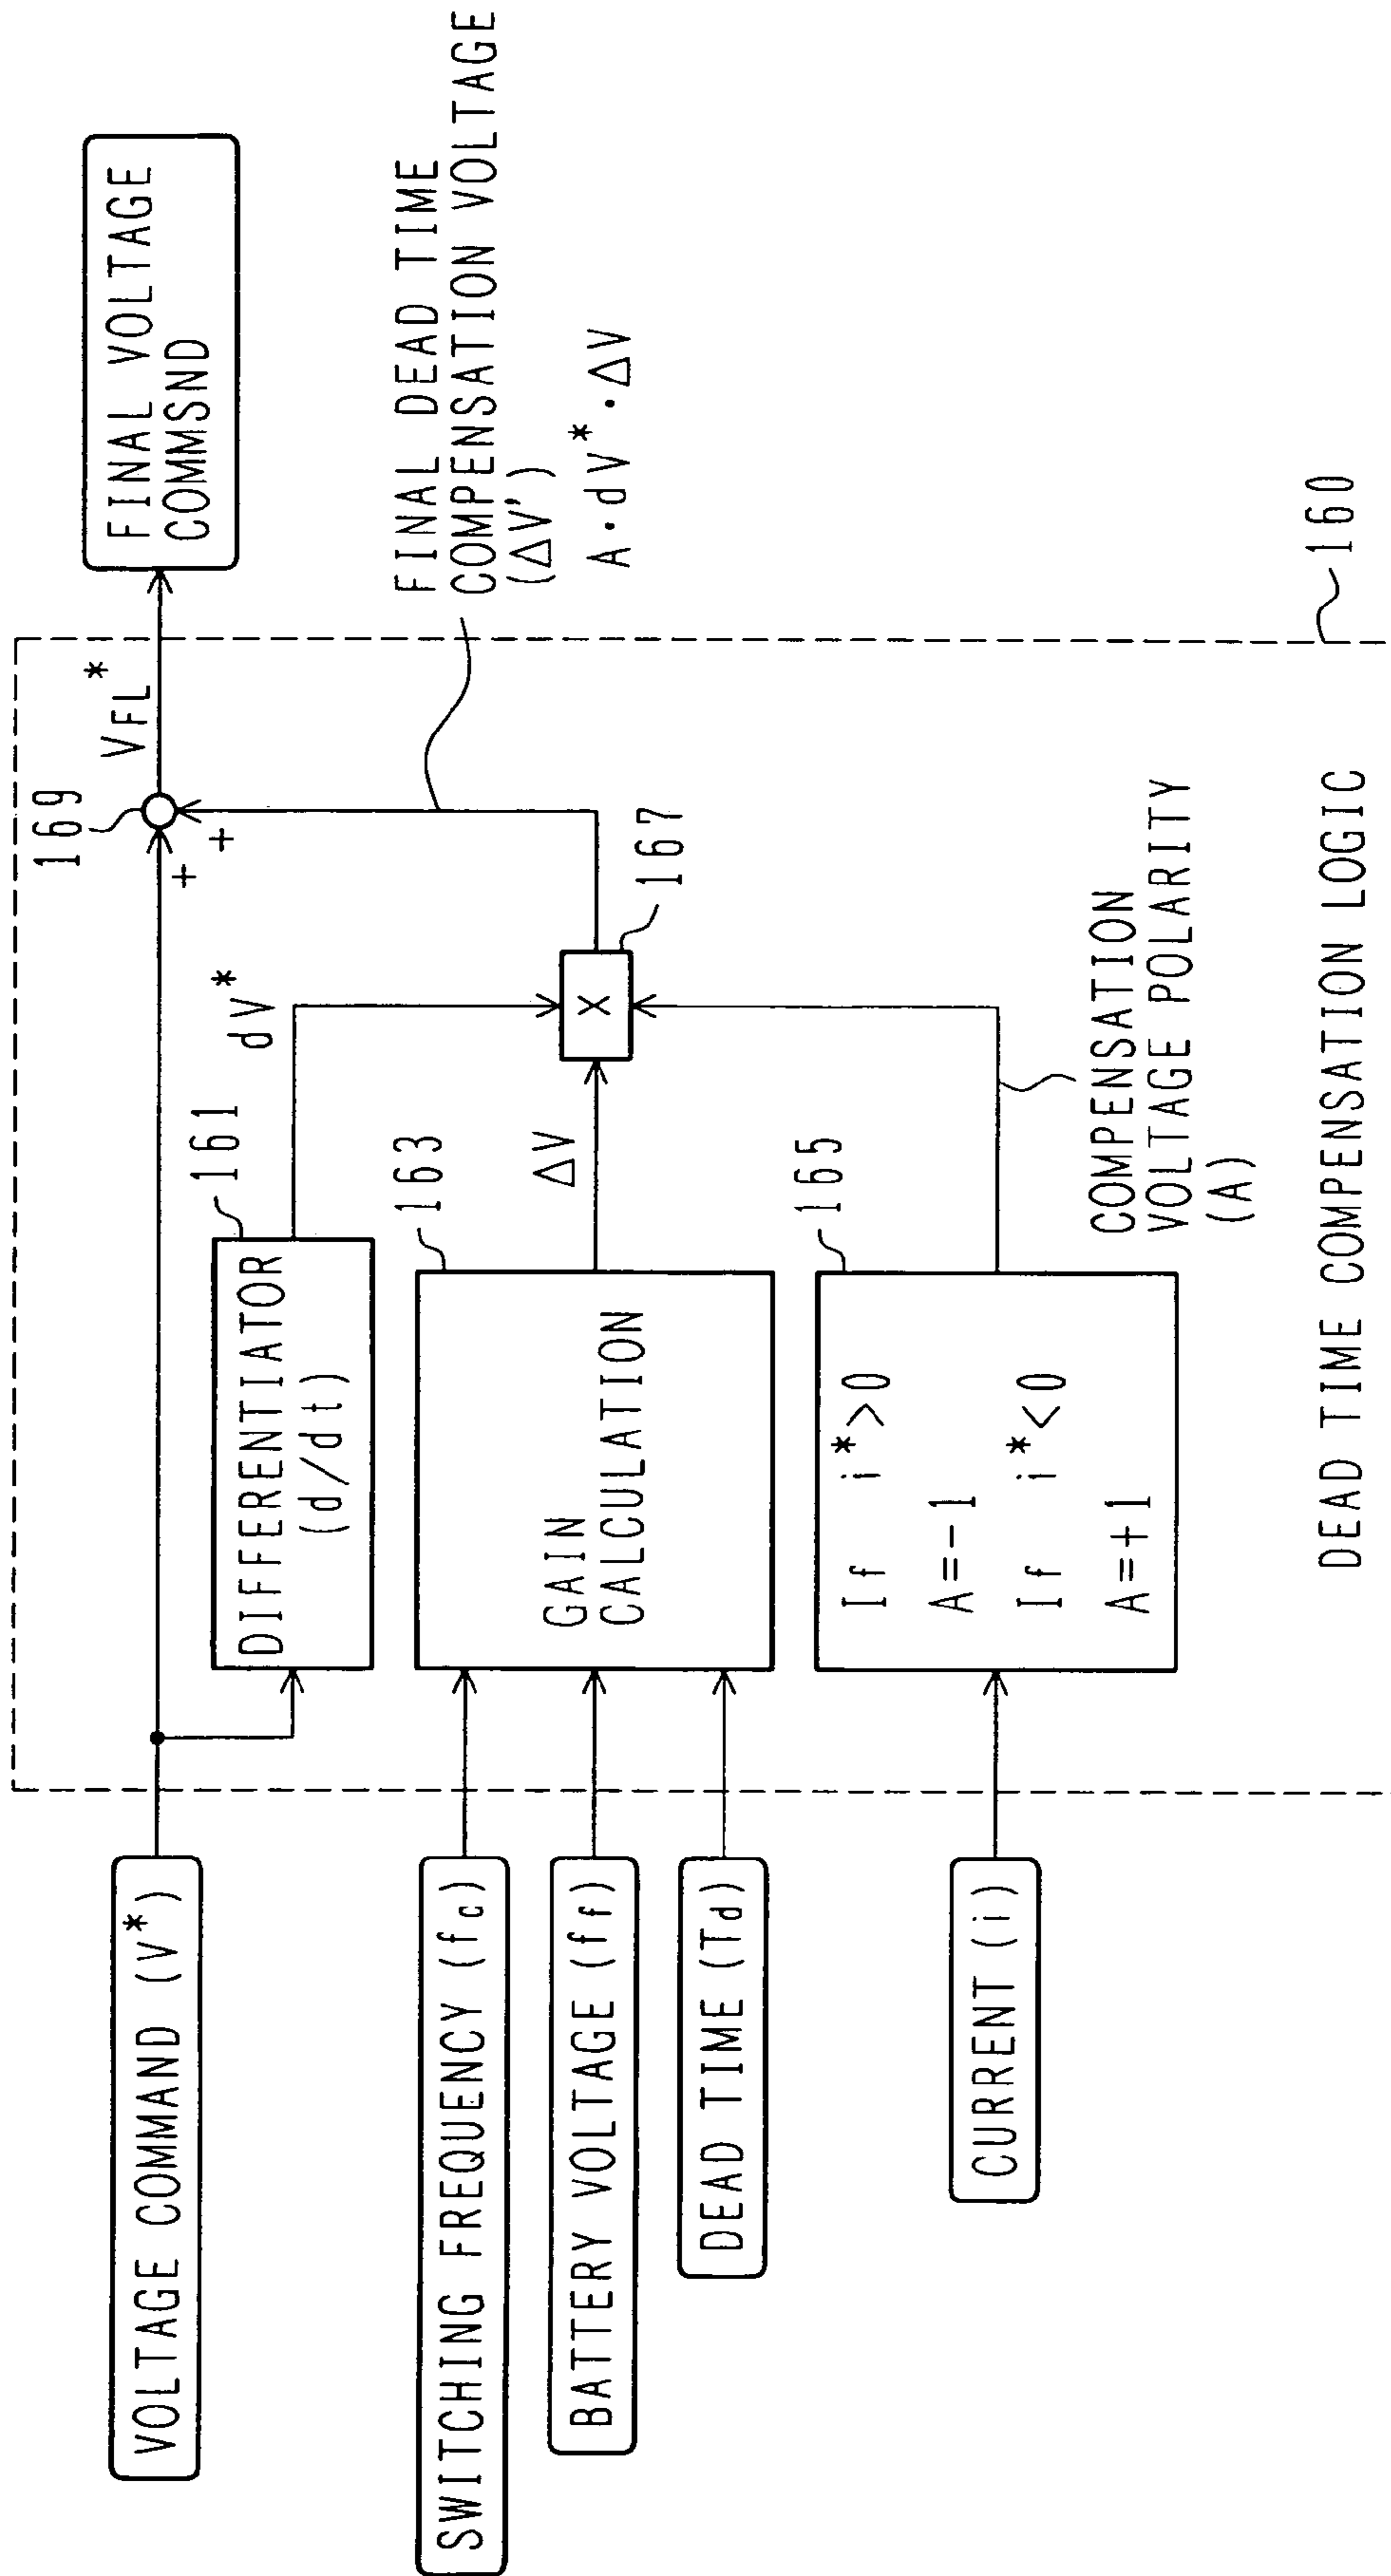 VOLTAGE COMMAND (V*)
SWITCHING FREQUENCY (fc)
BATTERY VOLTAGE (ff)
DEAD TIME (Td)
CURRENT (i)
DIFFERENTIATOR
(d/dt)
161
dV*
GAIN
CALCULATION
163
ΔV
If i*>0
A=-1
If i*<0
A=+1
165
COMPENSATION
VOLTAGE POLARITY
(A)
X
167
169
+
+
VFL*
FINAL VOLTAGE
COMMSND
FINAL DEAD TIME
COMPENSATION VOLTAGE
(ΔV')
A·dV*·ΔV
160
DEAD TIME COMPENSATION LOGIC